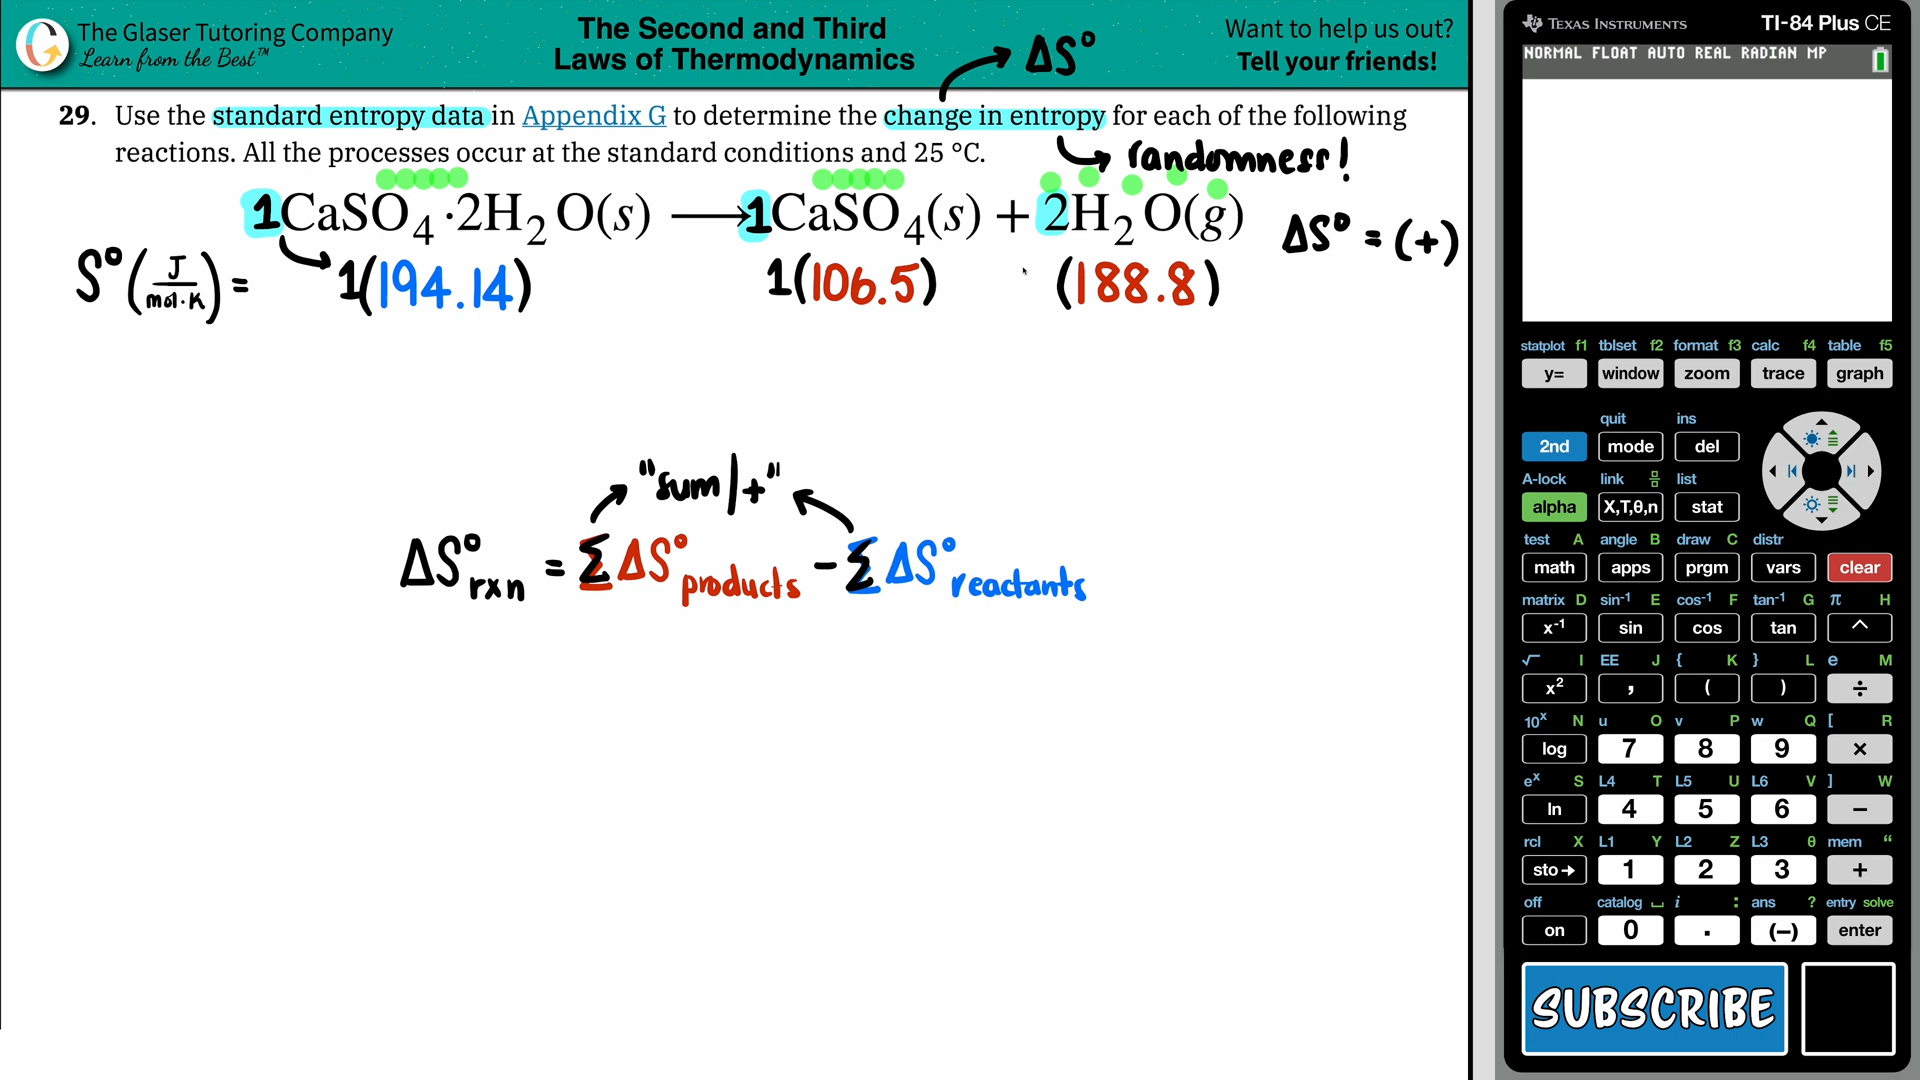 The Glaser Tutoring Company
Learn from the Best™
The Second and Third
Laws of Thermodynamics
ΔS°
Want to help us out?
Tell your friends!
29. Use the standard entropy data in Appendix G to determine the change in entropy for each of the following
reactions. All the processes occur at the standard conditions and 25 °C.
randomness!
1CaSO₄·2H₂O(s) ⟶ 1CaSO₄(s) + 2H₂O(g)
ΔS° = (+)
S° (J/mol·K) = 1(194.14) 1(106.5) (188.8)
"sum/+"
ΔS°rxn = Σ ΔS°products − Σ ΔS°reactants
TEXAS INSTRUMENTS TI-84 Plus CE
NORMAL FLOAT AUTO REAL RADIAN MP
statplot f1 tblset f2 format f3 calc f4 table f5
y= window zoom trace graph
quit ins
2nd mode del
A-lock link list
alpha X,T,θ,n stat
test A angle B draw C distr
math apps prgm vars clear
matrix D sin⁻¹ E cos⁻¹ F tan⁻¹ G π H
x⁻¹ sin cos tan ^
√ I EE J { K } L e M
x² , ( ) ÷
10ˣ N u O v P w Q [ R
log 7 8 9 ×
eˣ S L4 T L5 U L6 V ] W
ln 4 5 6 −
rcl X L1 Y L2 Z L3 θ mem “
sto→ 1 2 3 +
off catalog ⎵ i : ans ? entry solve
on 0 . (−) enter
SUBSCRIBE